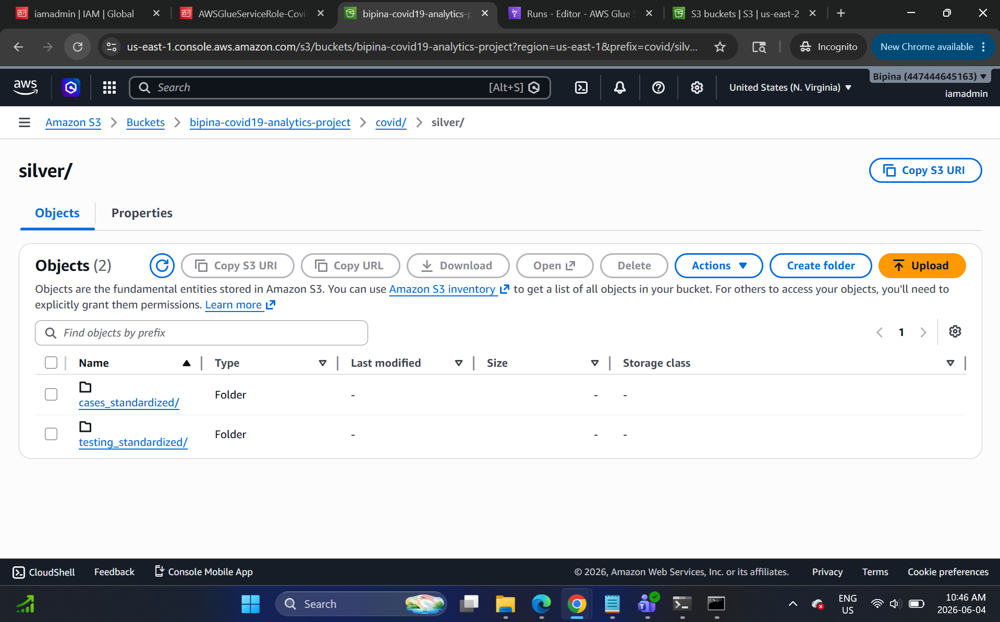 iamadmin | IAM | Global
AWSGlueServiceRole-Covi
bipina-covid19-analytics-p
Runs - Editor - AWS Glue S
S3 buckets | S3 | us-east-2
us-east-1.console.aws.amazon.com/s3/buckets/bipina-covid19-analytics-project?region=us-east-1&prefix=covid/silv...
Incognito
New Chrome available
aws
Search
[Alt+S]
United States (N. Virginia)
Bipina (447444645163)
iamadmin
Amazon S3
Buckets
bipina-covid19-analytics-project
covid/
silver/
silver/
Copy S3 URI
Objects
Properties
Objects (2)
Copy S3 URI
Copy URL
Download
Open
Delete
Actions
Create folder
Upload
Objects are the fundamental entities stored in Amazon S3. You can use Amazon S3 inventory to get a list of all objects in your bucket. For others to access your objects, you'll need to
explicitly grant them permissions. Learn more
Find objects by prefix
1
Name
Type
Last modified
Size
Storage class
cases_standardized/
Folder
-
-
-
testing_standardized/
Folder
-
-
-
CloudShell
Feedback
Console Mobile App
© 2026, Amazon Web Services, Inc. or its affiliates.
Privacy
Terms
Cookie preferences
Search
ENG
US
10:46 AM
2026-06-04